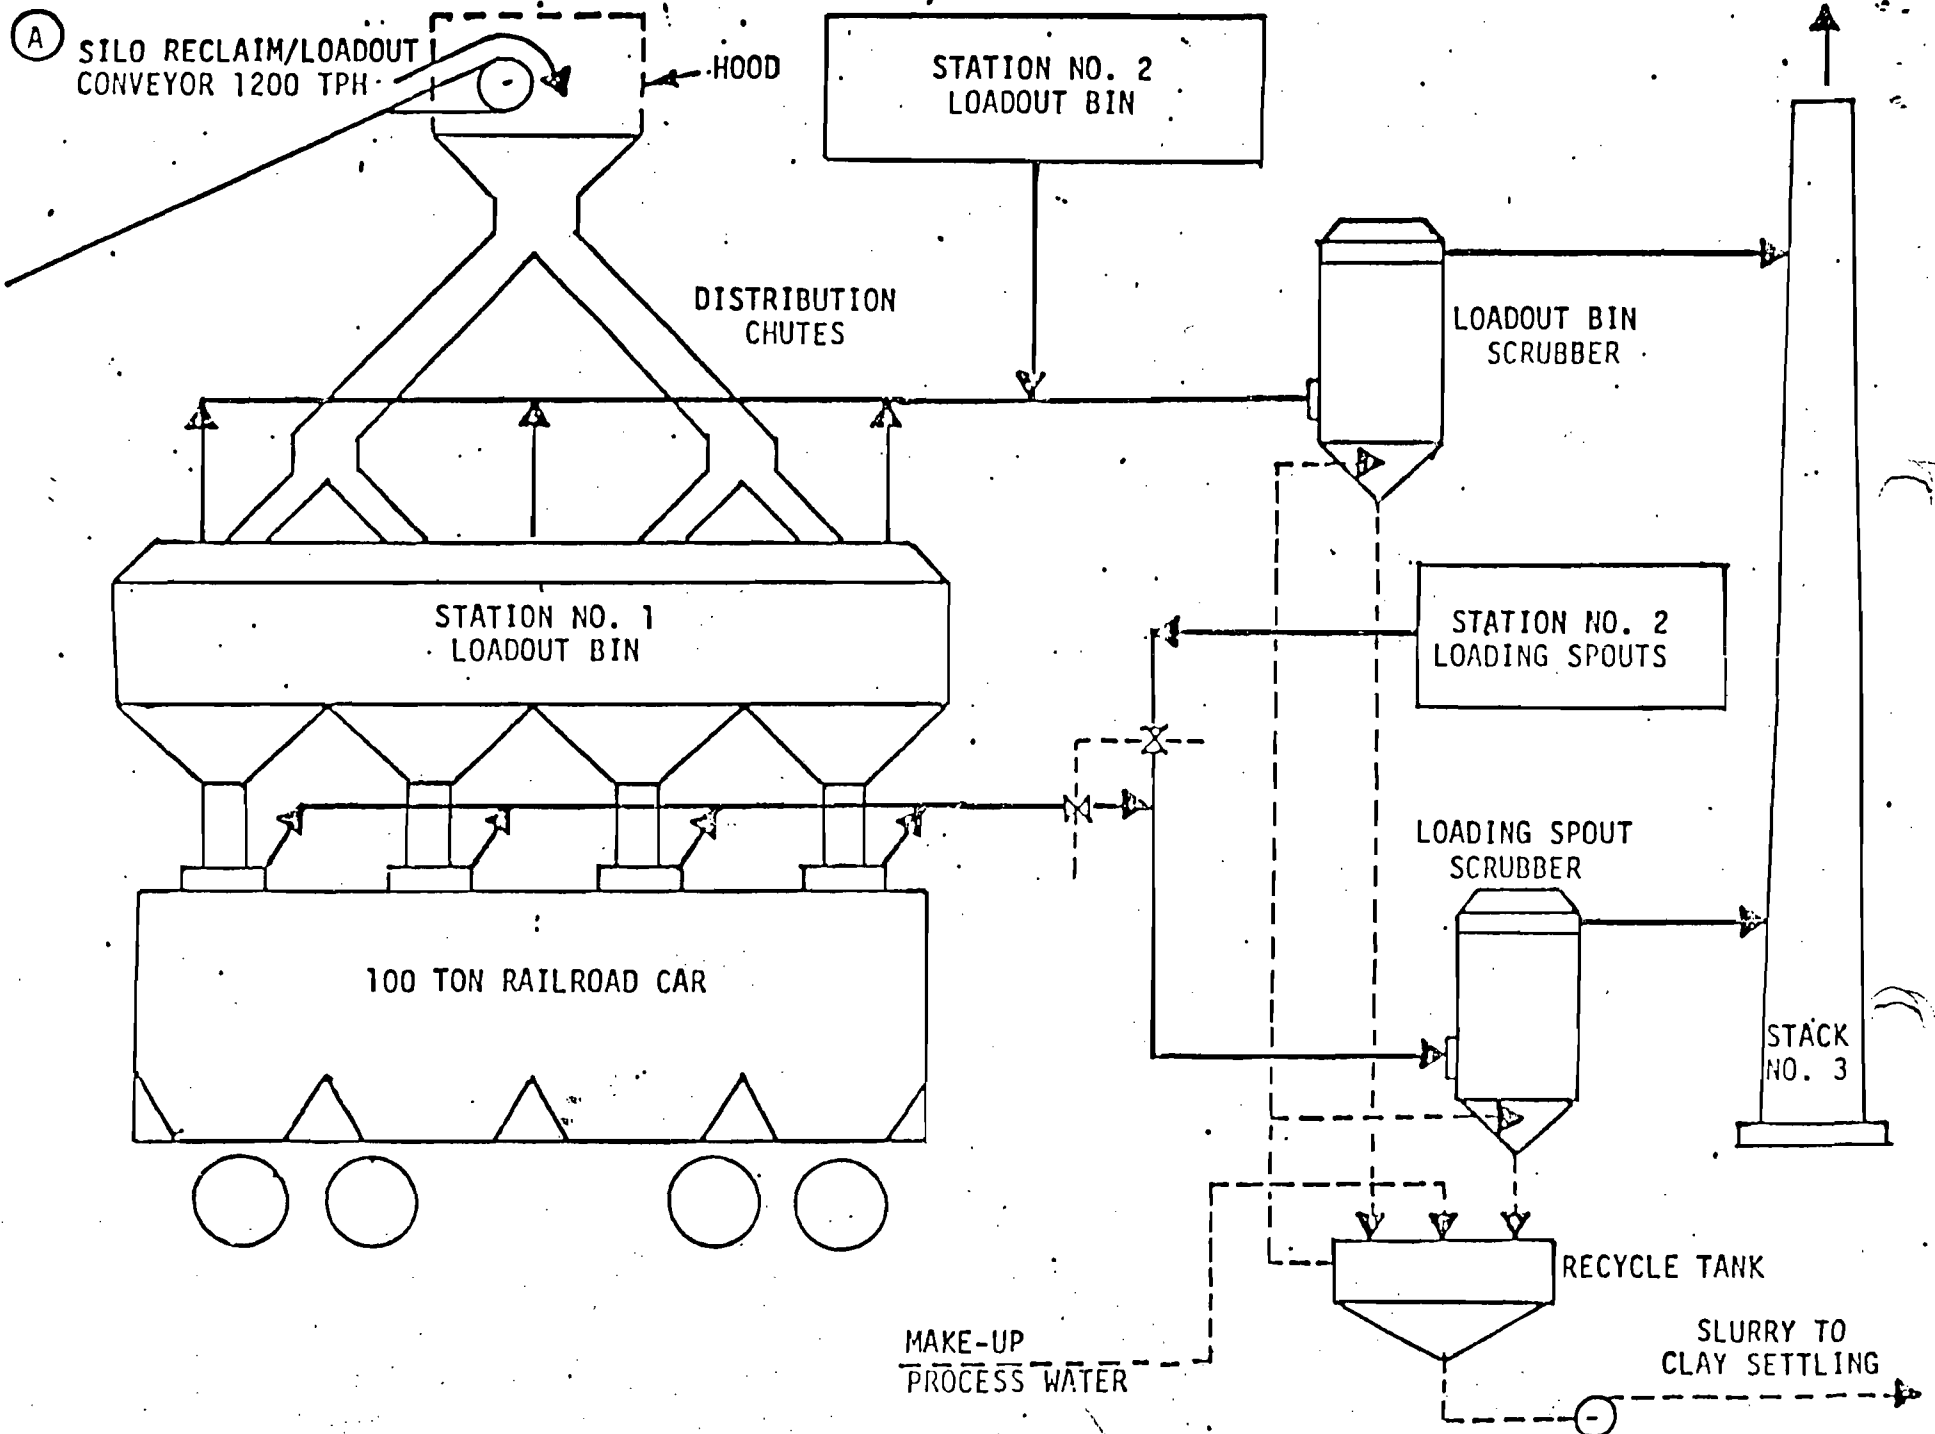 A
SILO RECLAIM/LOADOUT
CONVEYOR 1200 TPH
HOOD
STATION NO. 2
LOADOUT BIN
DISTRIBUTION
CHUTES
LOADOUT BIN
SCRUBBER
STATION NO. 1
LOADOUT BIN
STATION NO. 2
LOADING SPOUTS
LOADING SPOUT
SCRUBBER
100 TON RAILROAD CAR
STACK
NO. 3
RECYCLE TANK
MAKE-UP
PROCESS WATER
SLURRY TO
CLAY SETTLING